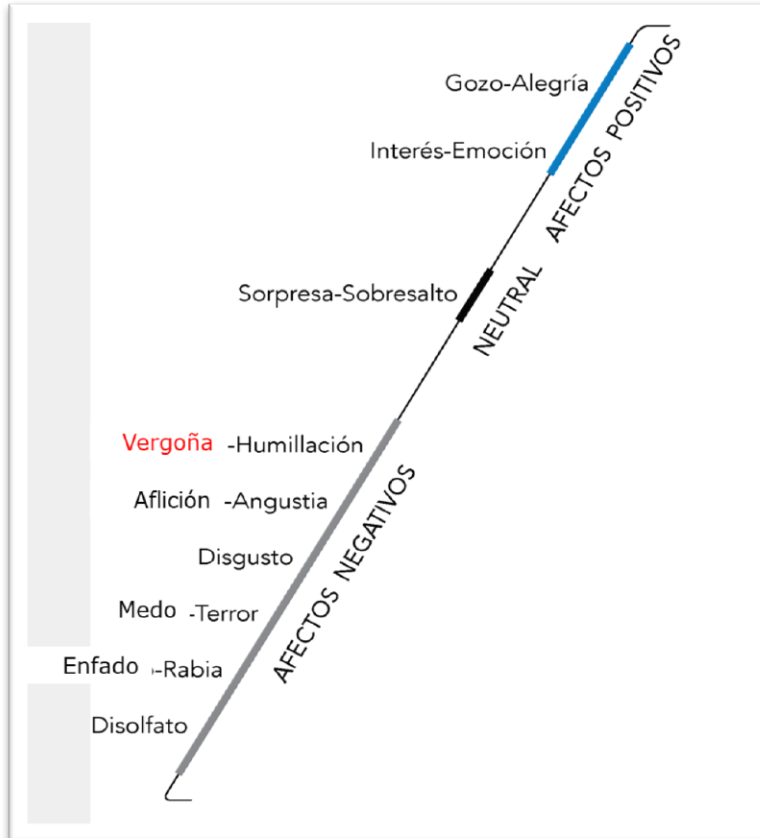 Gozo-Alegría
Interés-Emoción
AFECTOS POSITIVOS
Sorpresa-Sobresalto
NEUTRAL
Vergoña -Humillación
Aflición -Angustia
Disgusto
Medo -Terror
Enfado -Rabia
Disolfato
AFECTOS NEGATIVOS